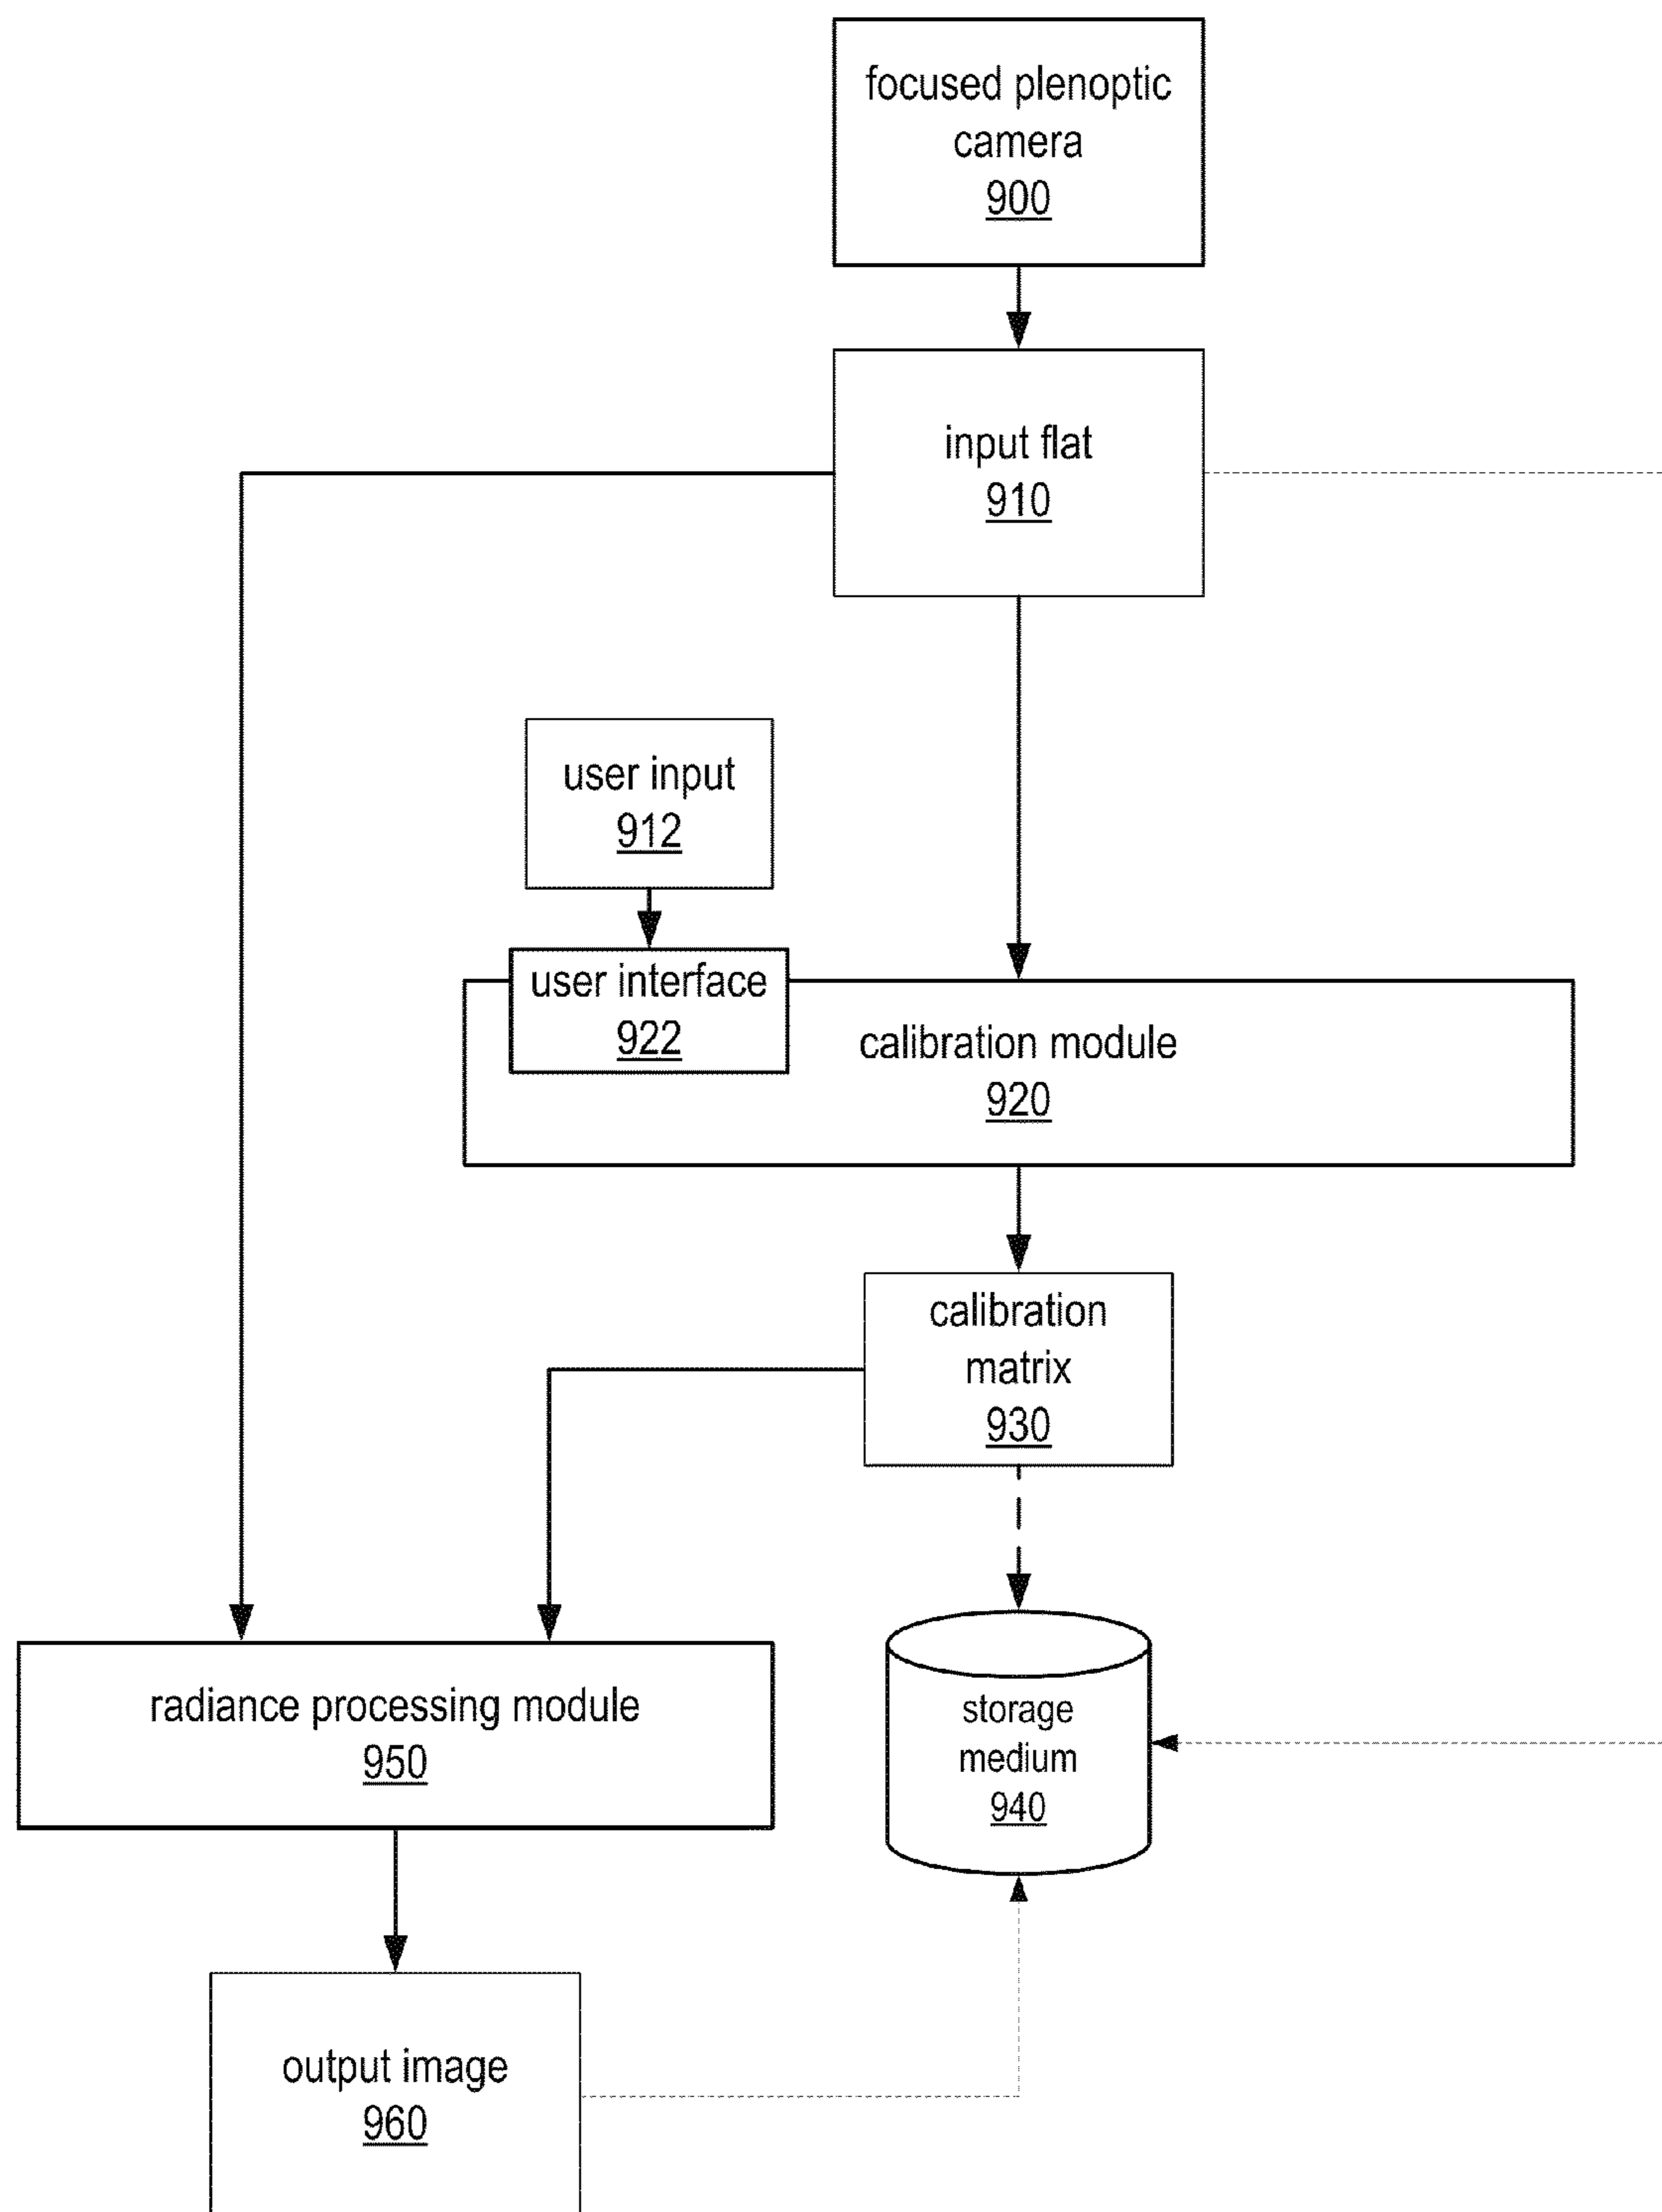 focused plenoptic
camera
900
input flat
910
user input
912
user interface
922
calibration module
920
calibration
matrix
930
radiance processing module
950
storage
medium
940
output image
960